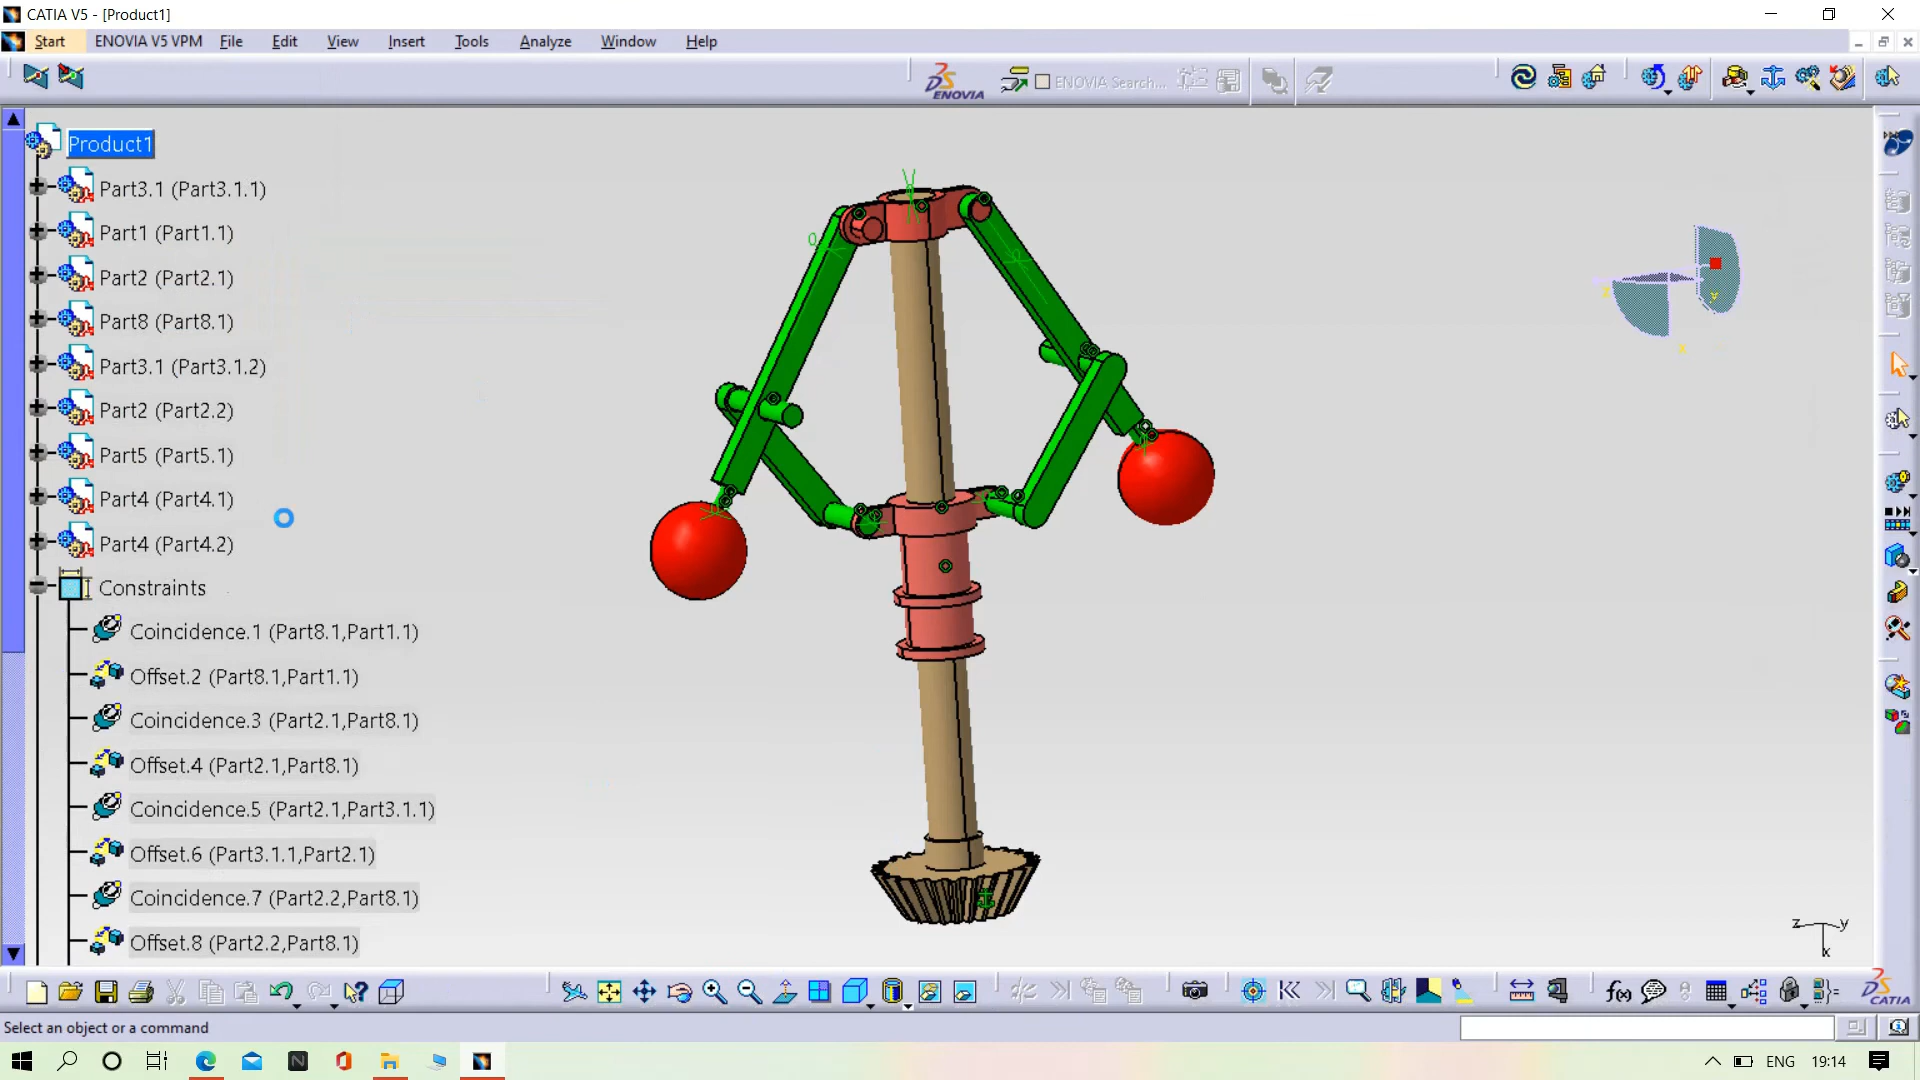 CATIA V5 - [Product1]
Start ENOVIA V5 VPM File Edit View Insert Tools Analyze Window Help
ENOVIA
ENOVIA Search...
Product1
Part3.1 (Part3.1.1)
Part1 (Part1.1)
Part2 (Part2.1)
Part8 (Part8.1)
Part3.1 (Part3.1.2)
Part2 (Part2.2)
Part5 (Part5.1)
Part4 (Part4.1)
Part4 (Part4.2)
Constraints
Coincidence.1 (Part8.1,Part1.1)
Offset.2 (Part8.1,Part1.1)
Coincidence.3 (Part2.1,Part8.1)
Offset.4 (Part2.1,Part8.1)
Coincidence.5 (Part2.1,Part3.1.1)
Offset.6 (Part3.1.1,Part2.1)
Coincidence.7 (Part2.2,Part8.1)
Offset.8 (Part2.2,Part8.1)
z y
x
f(x)
CATIA
Select an object or a command
ENG 19:14